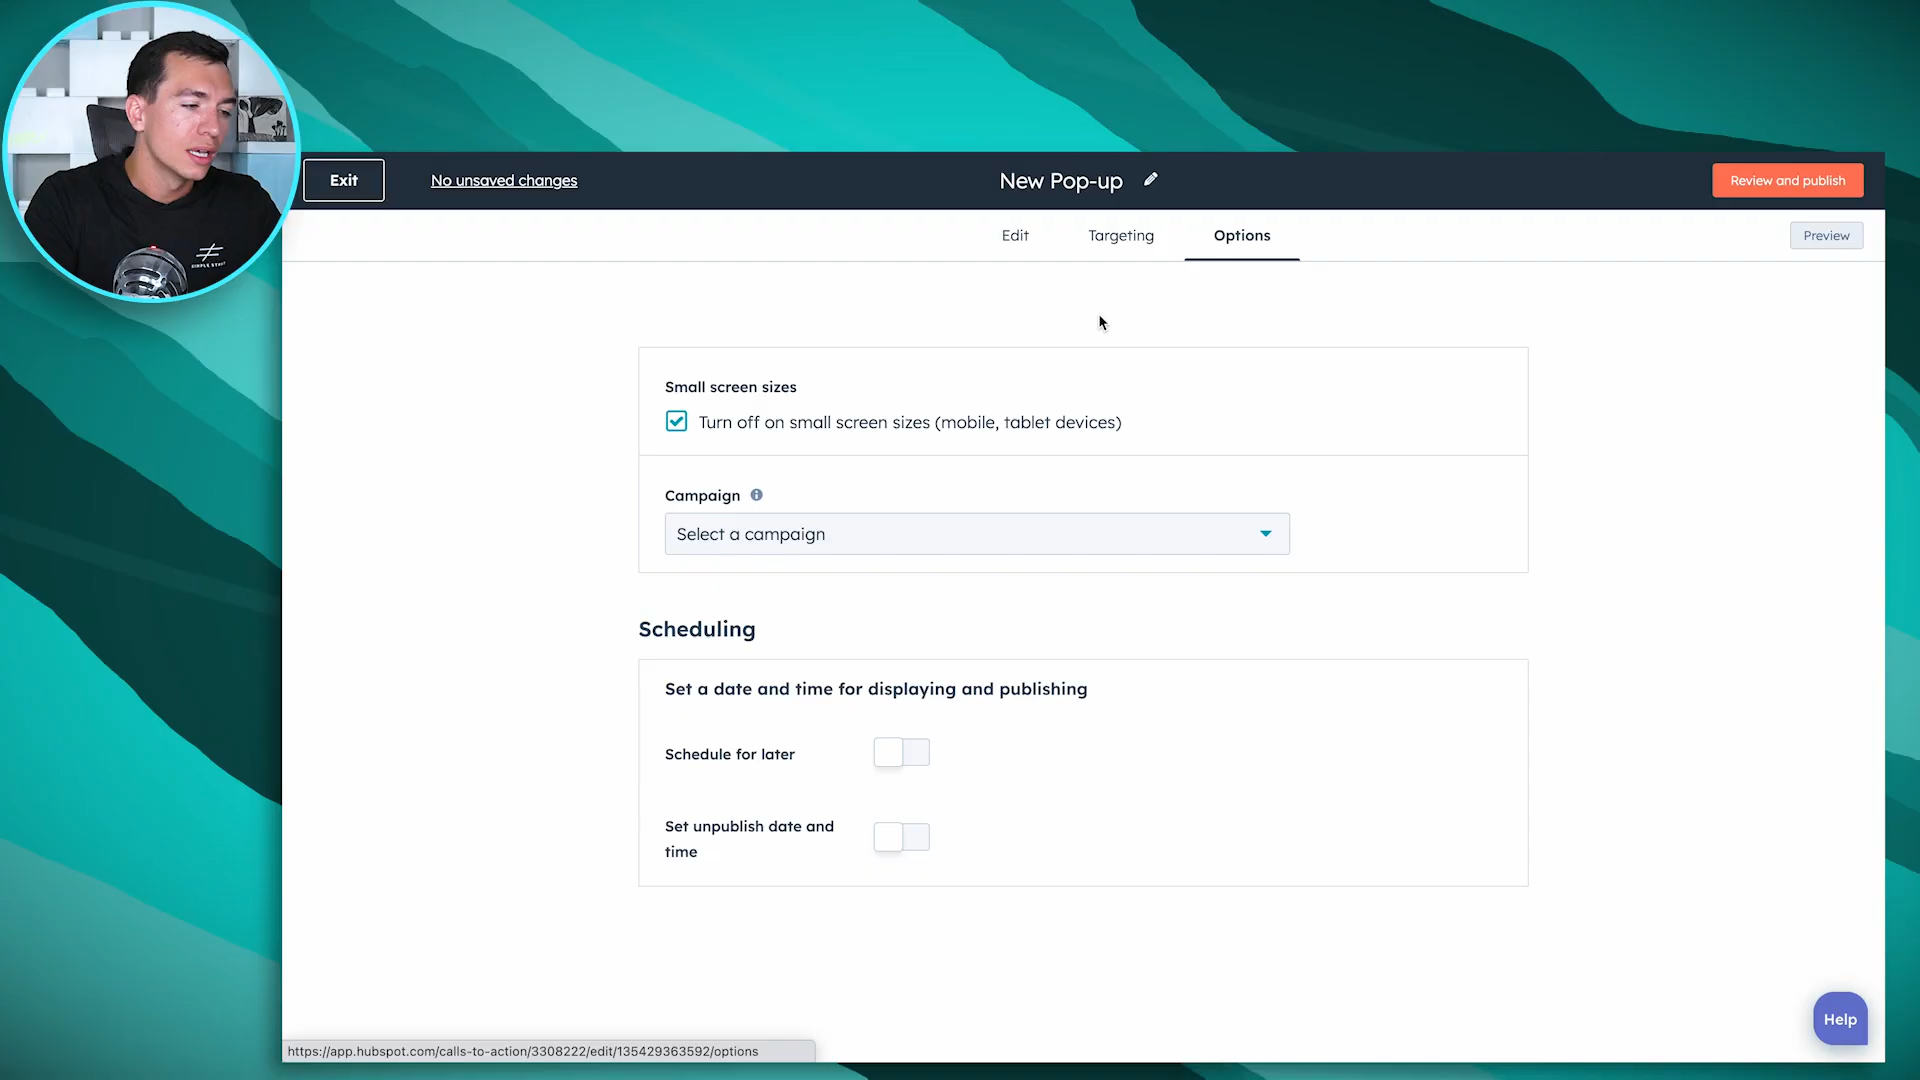 Exit
No unsaved changes
New Pop-up
Review and publish
Edit
Targeting
Options
Preview
Small screen sizes
Turn off on small screen sizes (mobile, tablet devices)
Campaign
Select a campaign
Scheduling
Set a date and time for displaying and publishing
Schedule for later
Set unpublish date and
time
Help
https://app.hubspot.com/calls-to-action/3308222/edit/135429363592/options
SIMPLE STRAT